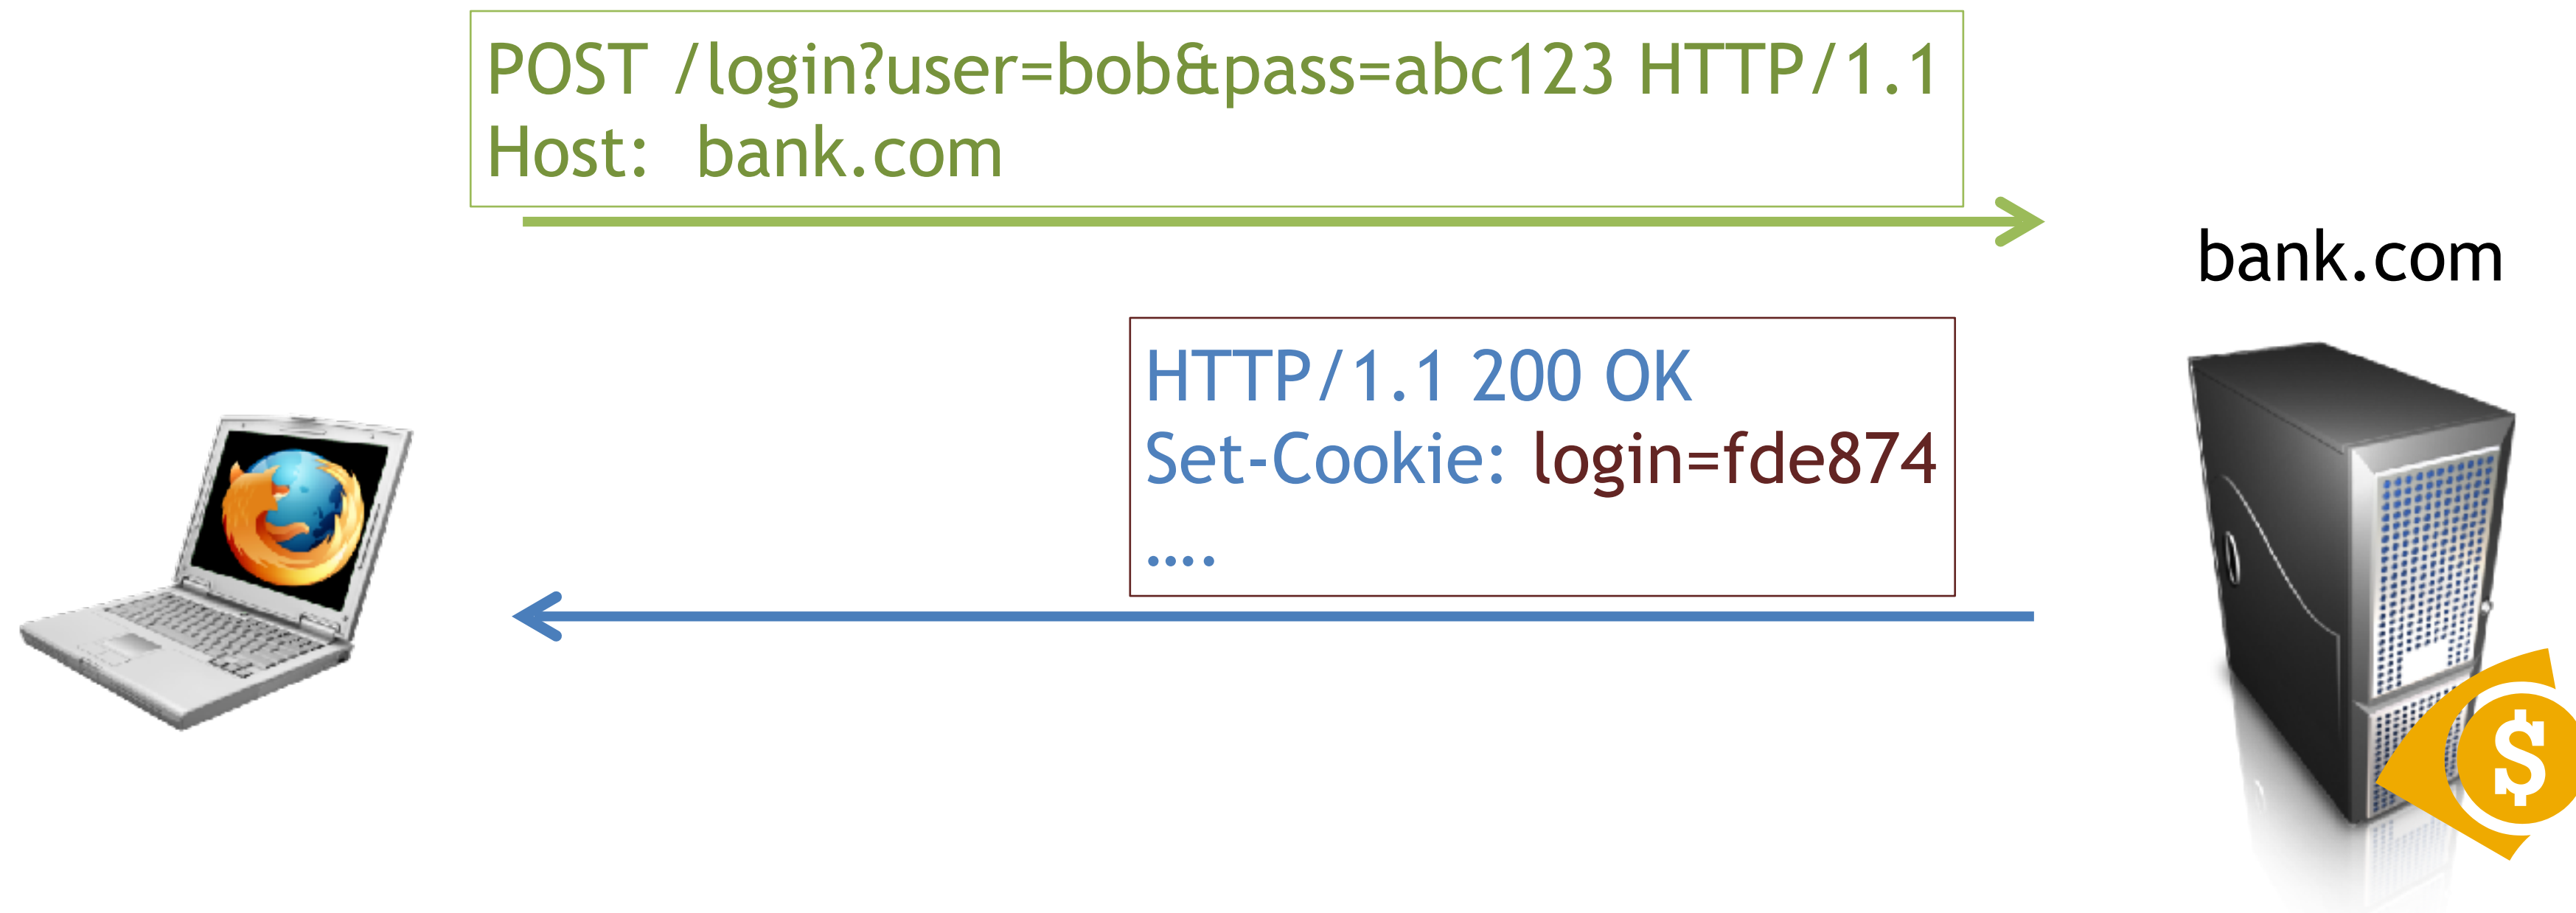 POST /login?user=bob&pass=abc123 HTTP/1.1
Host: bank.com
bank.com
HTTP/1.1 200 OK
Set-Cookie: login=fde874
....
$